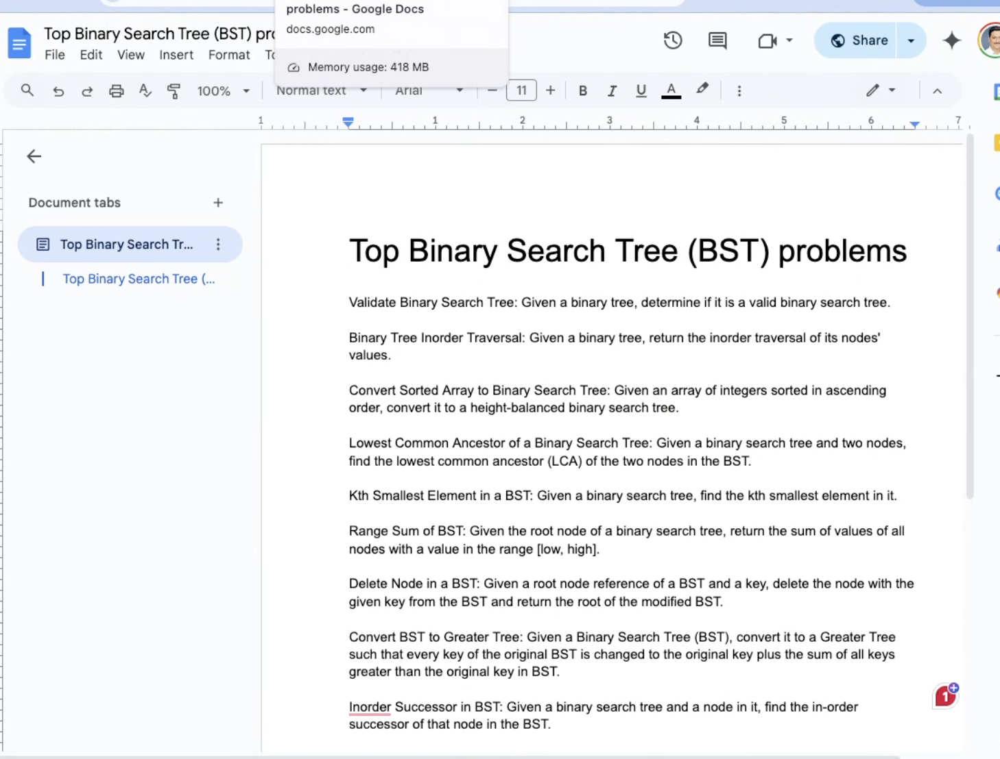 problems - Google Docs
docs.google.com
Memory usage: 418 MB
Top Binary Search Tree (BST)
File Edit View Insert Format
Share
100% Normal text Arial 11 B I U A
1 1 2 3 4 5 6 7
Document tabs
Top Binary Search Tr...
Top Binary Search Tree (...
Top Binary Search Tree (BST) problems
Validate Binary Search Tree: Given a binary tree, determine if it is a valid binary search tree.
Binary Tree Inorder Traversal: Given a binary tree, return the inorder traversal of its nodes'
values.
Convert Sorted Array to Binary Search Tree: Given an array of integers sorted in ascending
order, convert it to a height-balanced binary search tree.
Lowest Common Ancestor of a Binary Search Tree: Given a binary search tree and two nodes,
find the lowest common ancestor (LCA) of the two nodes in the BST.
Kth Smallest Element in a BST: Given a binary search tree, find the kth smallest element in it.
Range Sum of BST: Given the root node of a binary search tree, return the sum of values of all
nodes with a value in the range [low, high].
Delete Node in a BST: Given a root node reference of a BST and a key, delete the node with the
given key from the BST and return the root of the modified BST.
Convert BST to Greater Tree: Given a Binary Search Tree (BST), convert it to a Greater Tree
such that every key of the original BST is changed to the original key plus the sum of all keys
greater than the original key in BST.
Inorder Successor in BST: Given a binary search tree and a node in it, find the in-order
successor of that node in the BST.
1